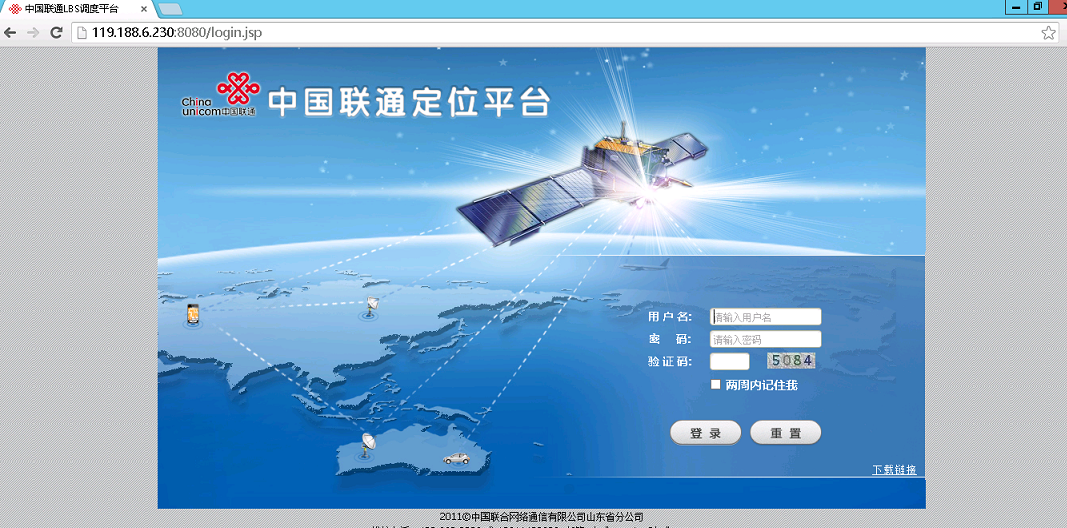 中国联通LBS调度平台
119.188.6.230:8080/login.jsp
China
unicom中国联通
中国联通定位平台
用户名: 请输入用户名
密 码: 请输入密码
验证码: 5084
两周内记住我
登 录 重 置
下载链接
2011©中国联合网络通信有限公司山东省分公司